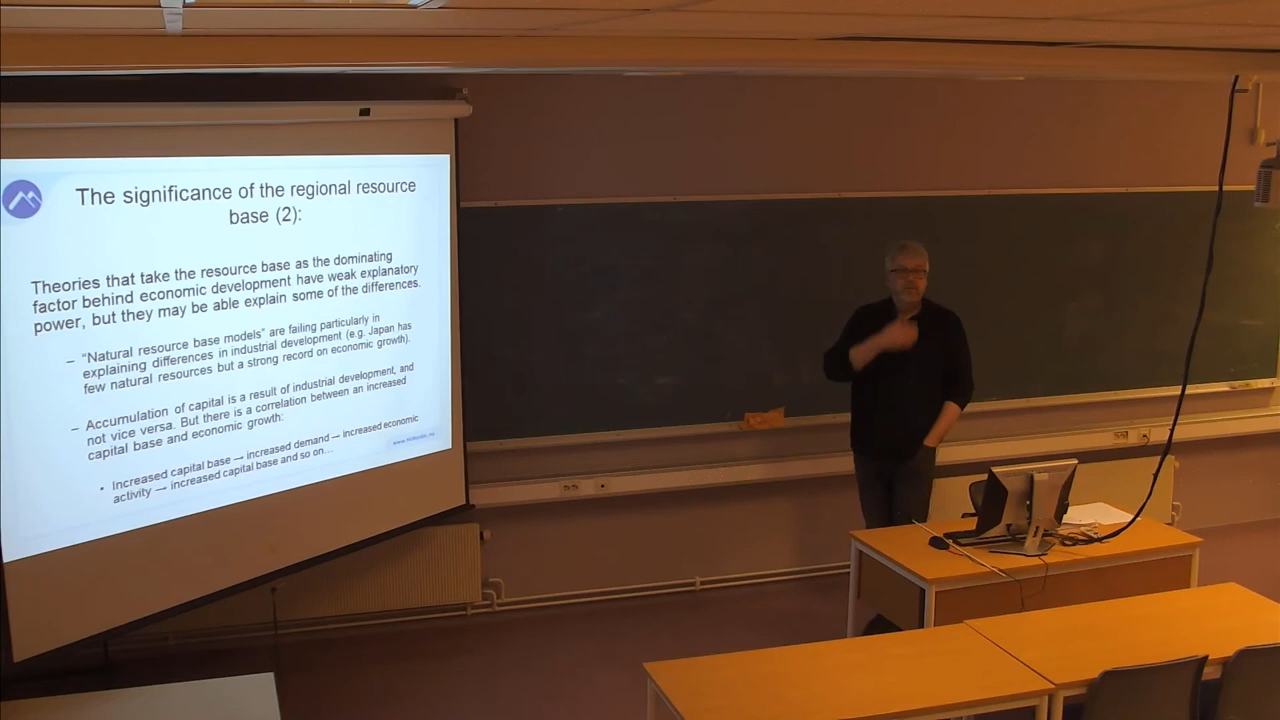 The significance of the regional resource
base (2):
Theories that take the resource base as the dominating
factor behind economic development have weak explanatory
power, but they may be able explain some of the differences.
– "Natural resource base models" are failing particularly in
explaining differences in industrial development (e.g. Japan has
few natural resources but a strong record on economic growth).
– Accumulation of capital is a result of industrial development, and
not vice versa. But there is a correlation between an increased
capital base and economic growth:
• Increased capital base → increased demand → increased economic
activity → increased capital base and so on…